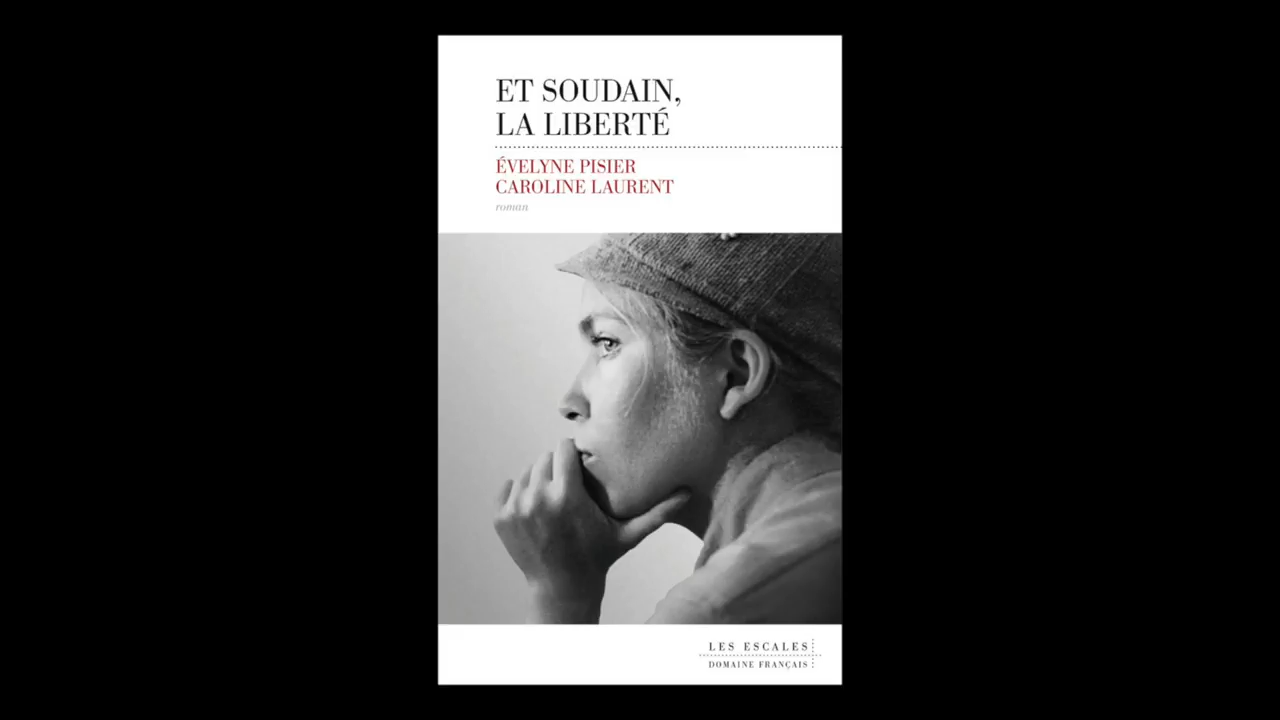 ET SOUDAIN,
LA LIBERTÉ
ÉVELYNE PISIER
CAROLINE LAURENT
roman
LES ESCALES
DOMAINE FRANÇAIS